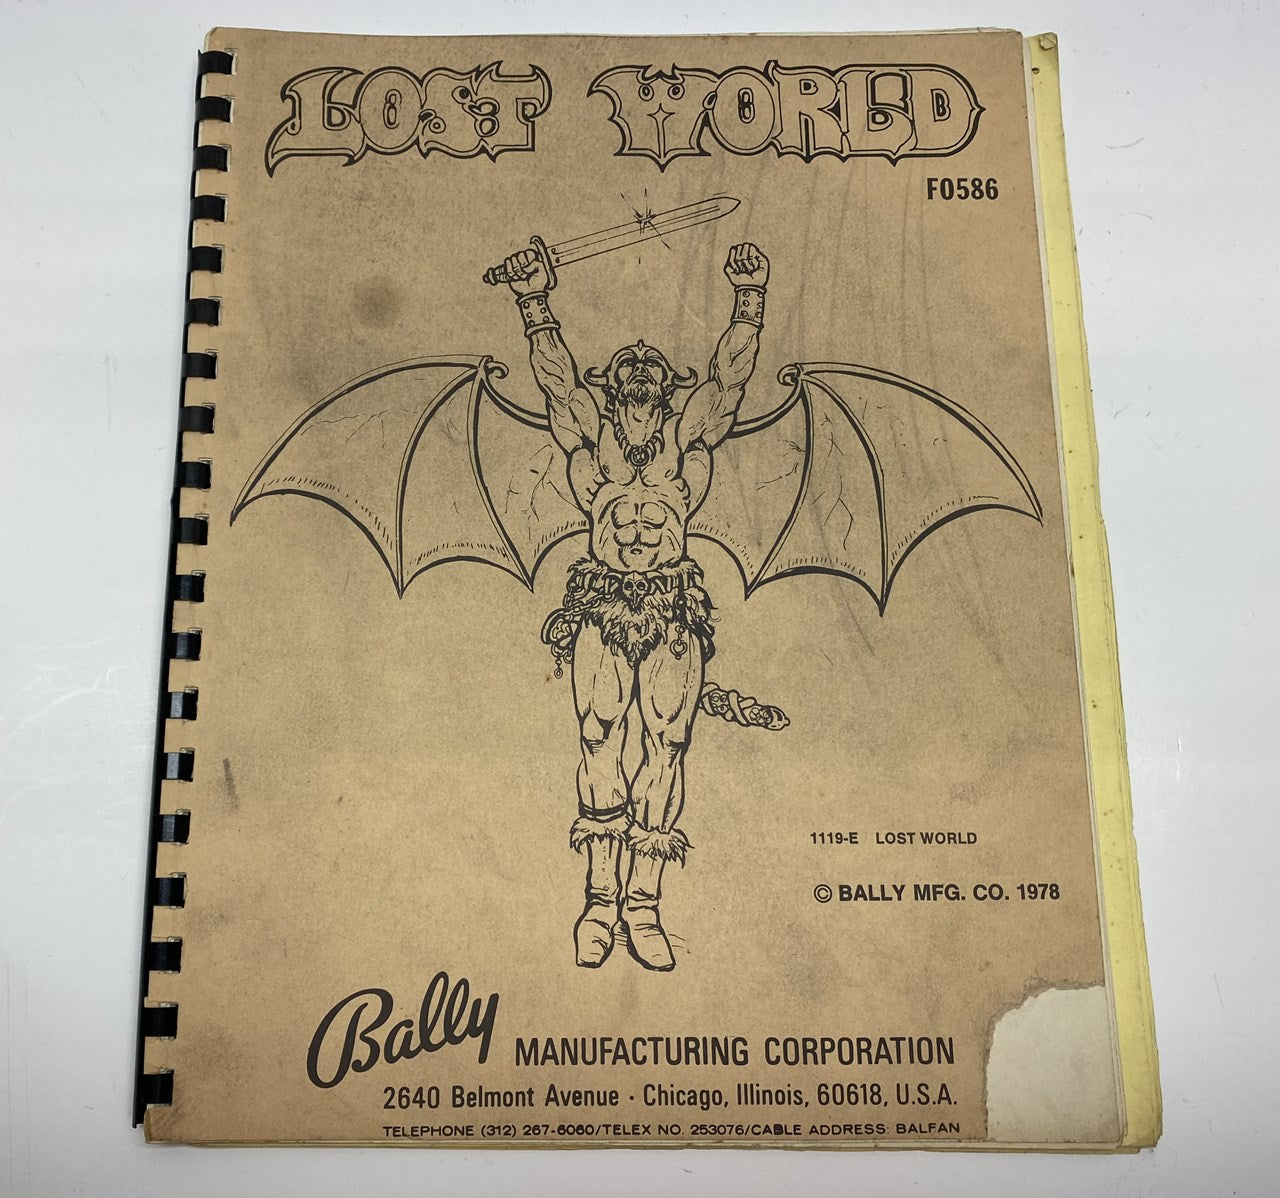 LOST WORLD
F0586
1119-E LOST WORLD
© BALLY MFG. CO. 1978
Bally MANUFACTURING CORPORATION
2640 Belmont Avenue · Chicago, Illinois, 60618, U.S.A.
TELEPHONE (312) 267-6060/TELEX NO. 253076/CABLE ADDRESS: BALFAN